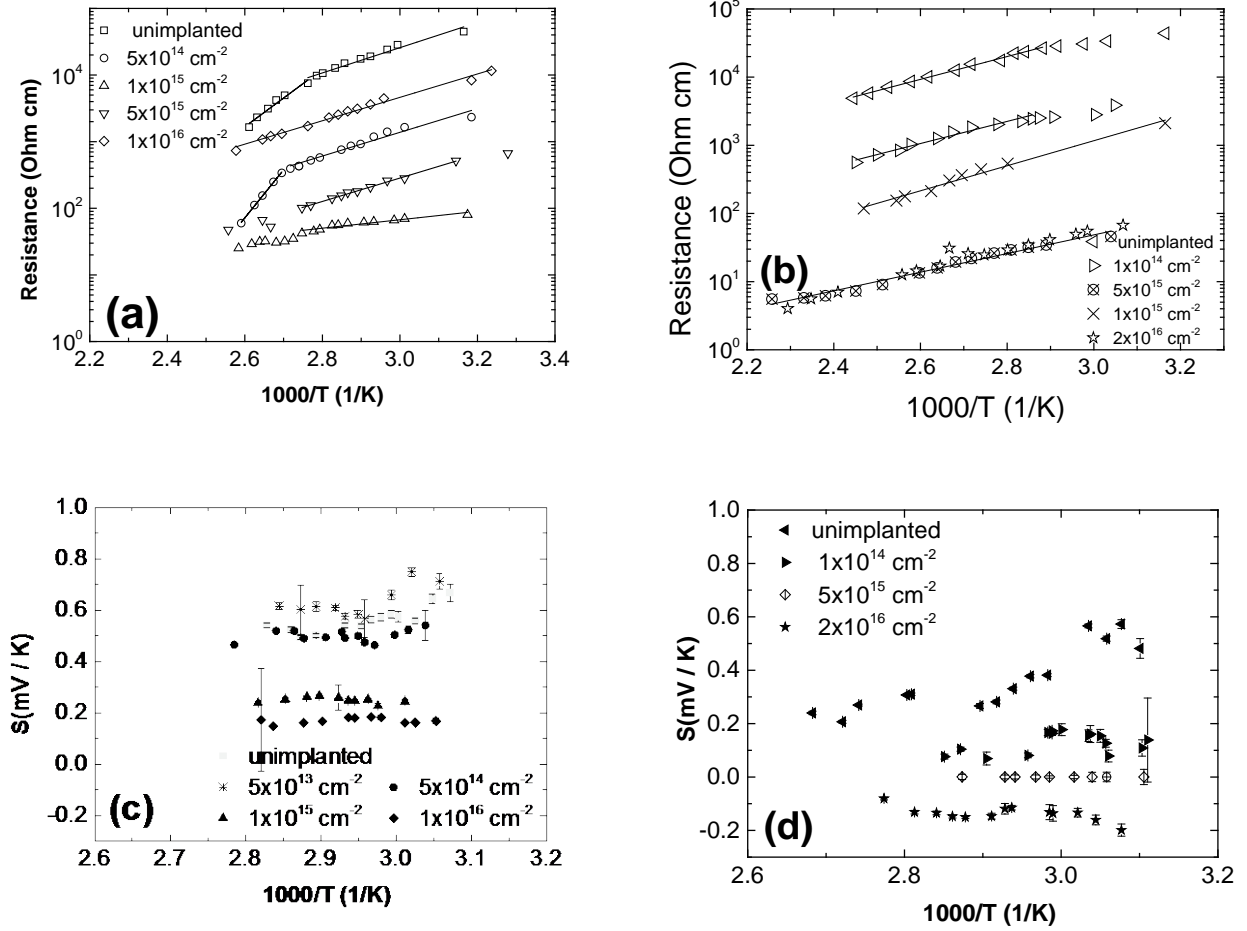 unimplanted
5x10^14 cm^-2
1x10^15 cm^-2
5x10^15 cm^-2
1x10^16 cm^-2
10^4
10^2
10^0
2.2 2.4 2.6 2.8 3.0 3.2 3.4
Resistance (Ohm cm)
1000/T (1/K)
(a)
10^5
10^4
10^3
10^2
10^1
10^0
2.2 2.4 2.6 2.8 3.0 3.2
Resistance (Ohm cm)
1000/T (1/K)
(b)
unimplanted
1x10^14 cm^-2
5x10^15 cm^-2
1x10^15 cm^-2
2x10^16 cm^-2
1.0
0.8
0.6
0.4
0.2
0.0
-0.2
2.6 2.7 2.8 2.9 3.0 3.1 3.2
S(mV / K)
1000/T (1/K)
(c)
unimplanted
5x10^13 cm^-2 5x10^14 cm^-2
1x10^15 cm^-2 1x10^16 cm^-2
1.0
0.8
0.6
0.4
0.2
0.0
-0.2
2.6 2.8 3.0 3.2
S(mV / K)
1000/T (1/K)
(d)
unimplanted
1x10^14 cm^-2
5x10^15 cm^-2
2x10^16 cm^-2